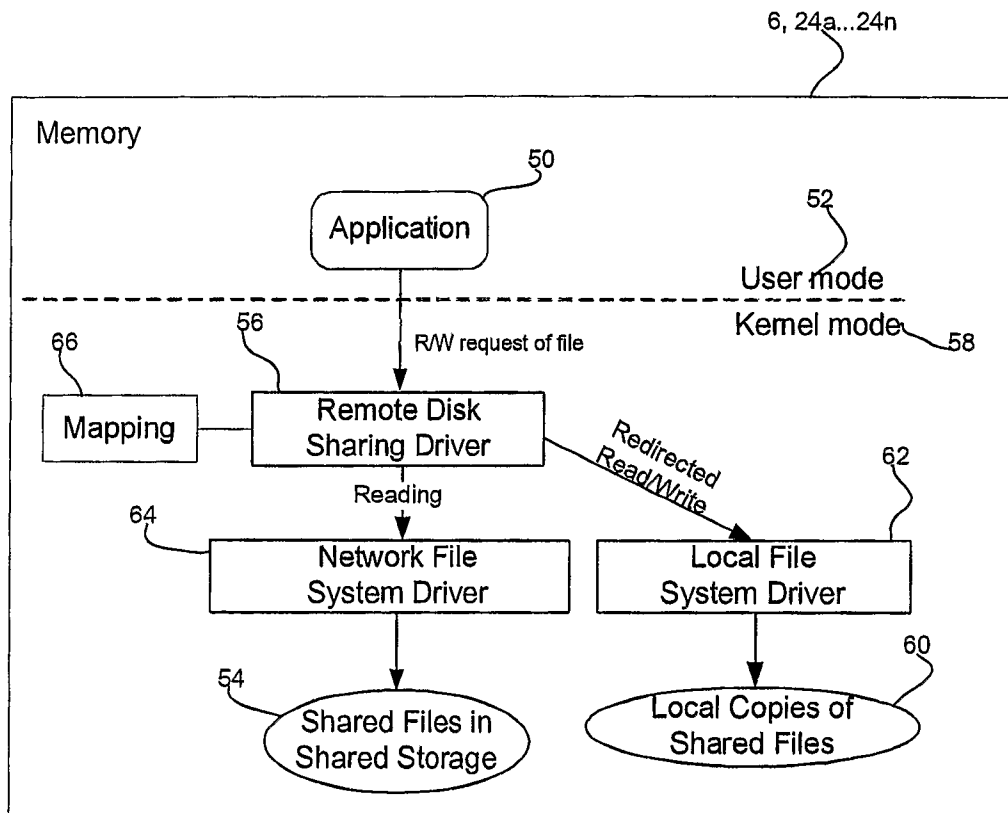 6, 24a...24n
Memory
50
Application
52
User mode
Kernel mode
58
R/W request of file
66
56
Mapping
Remote Disk
Sharing Driver
Redirected
Read/Write
Reading
64
62
Network File
System Driver
Local File
System Driver
54
60
Shared Files in
Shared Storage
Local Copies of
Shared Files